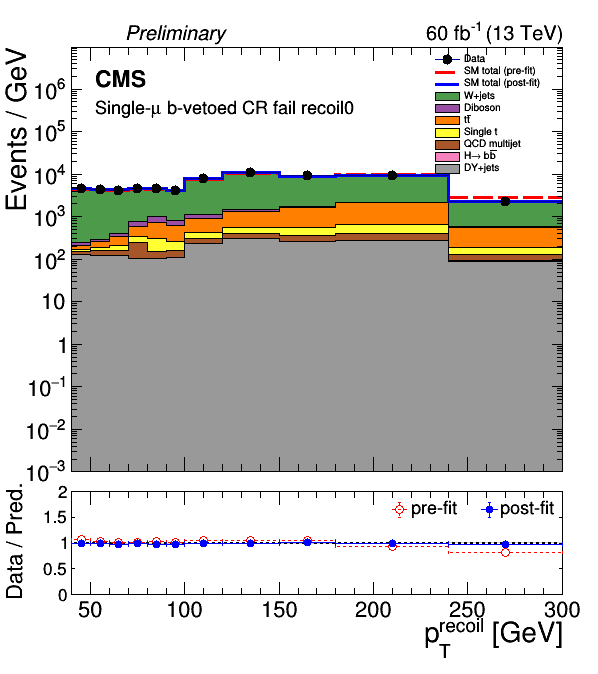 Preliminary 60 fb⁻¹ (13 TeV)
Events / GeV
CMS
Single-μ b-vetoed CR fail recoil0
Data
SM total (pre-fit)
SM total (post-fit)
W+jets
Diboson
tt̅
Single t
QCD multijet
H→ bb̅
DY+jets
10⁶
10⁵
10⁴
10³
10²
10
1
10⁻¹
10⁻²
10⁻³
Data / Pred.
pre-fit post-fit
2
1.5
1
0.5
0
50 100 150 200 250 300
p_T^recoil [GeV]